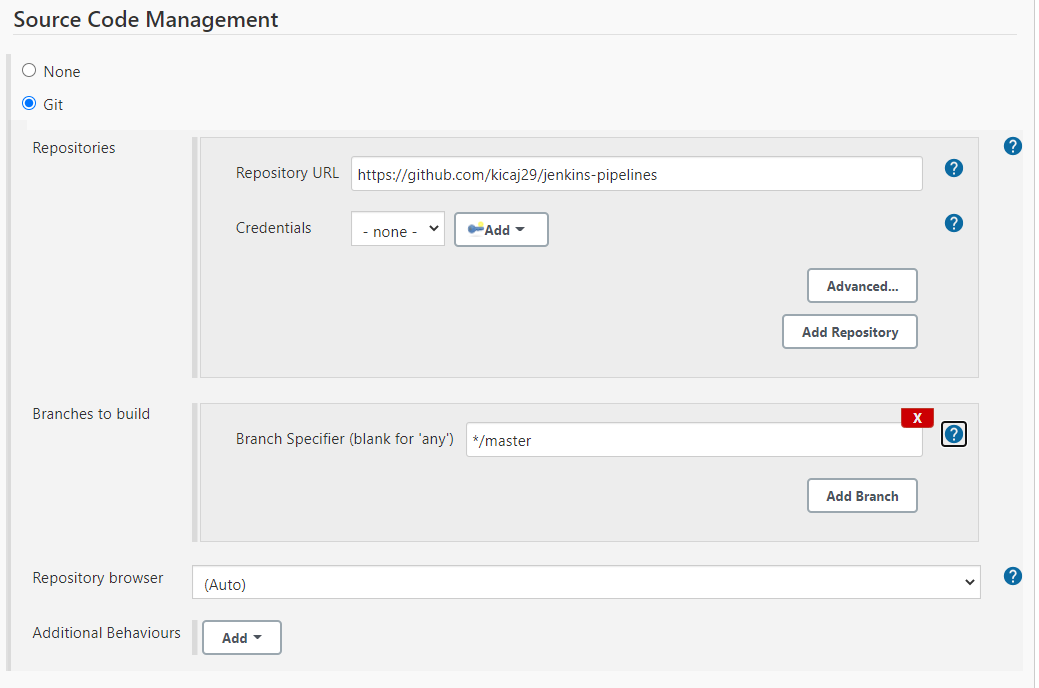 Source Code Management
None
Git
Repositories
?
Repository URL
https://github.com/kicaj29/jenkins-pipelines
?
Credentials
- none -
Add
?
Advanced...
Add Repository
Branches to build
X
Branch Specifier (blank for 'any')
*/master
?
Add Branch
Repository browser
(Auto)
?
Additional Behaviours
Add